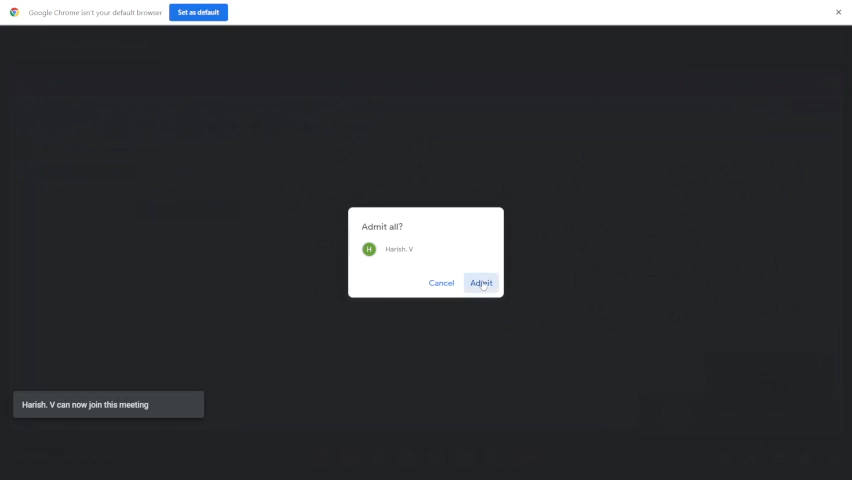 Google Chrome isn't your default browser
Set as default
Admit all?
H
Harish. V
Cancel
Admit
Harish. V can now join this meeting